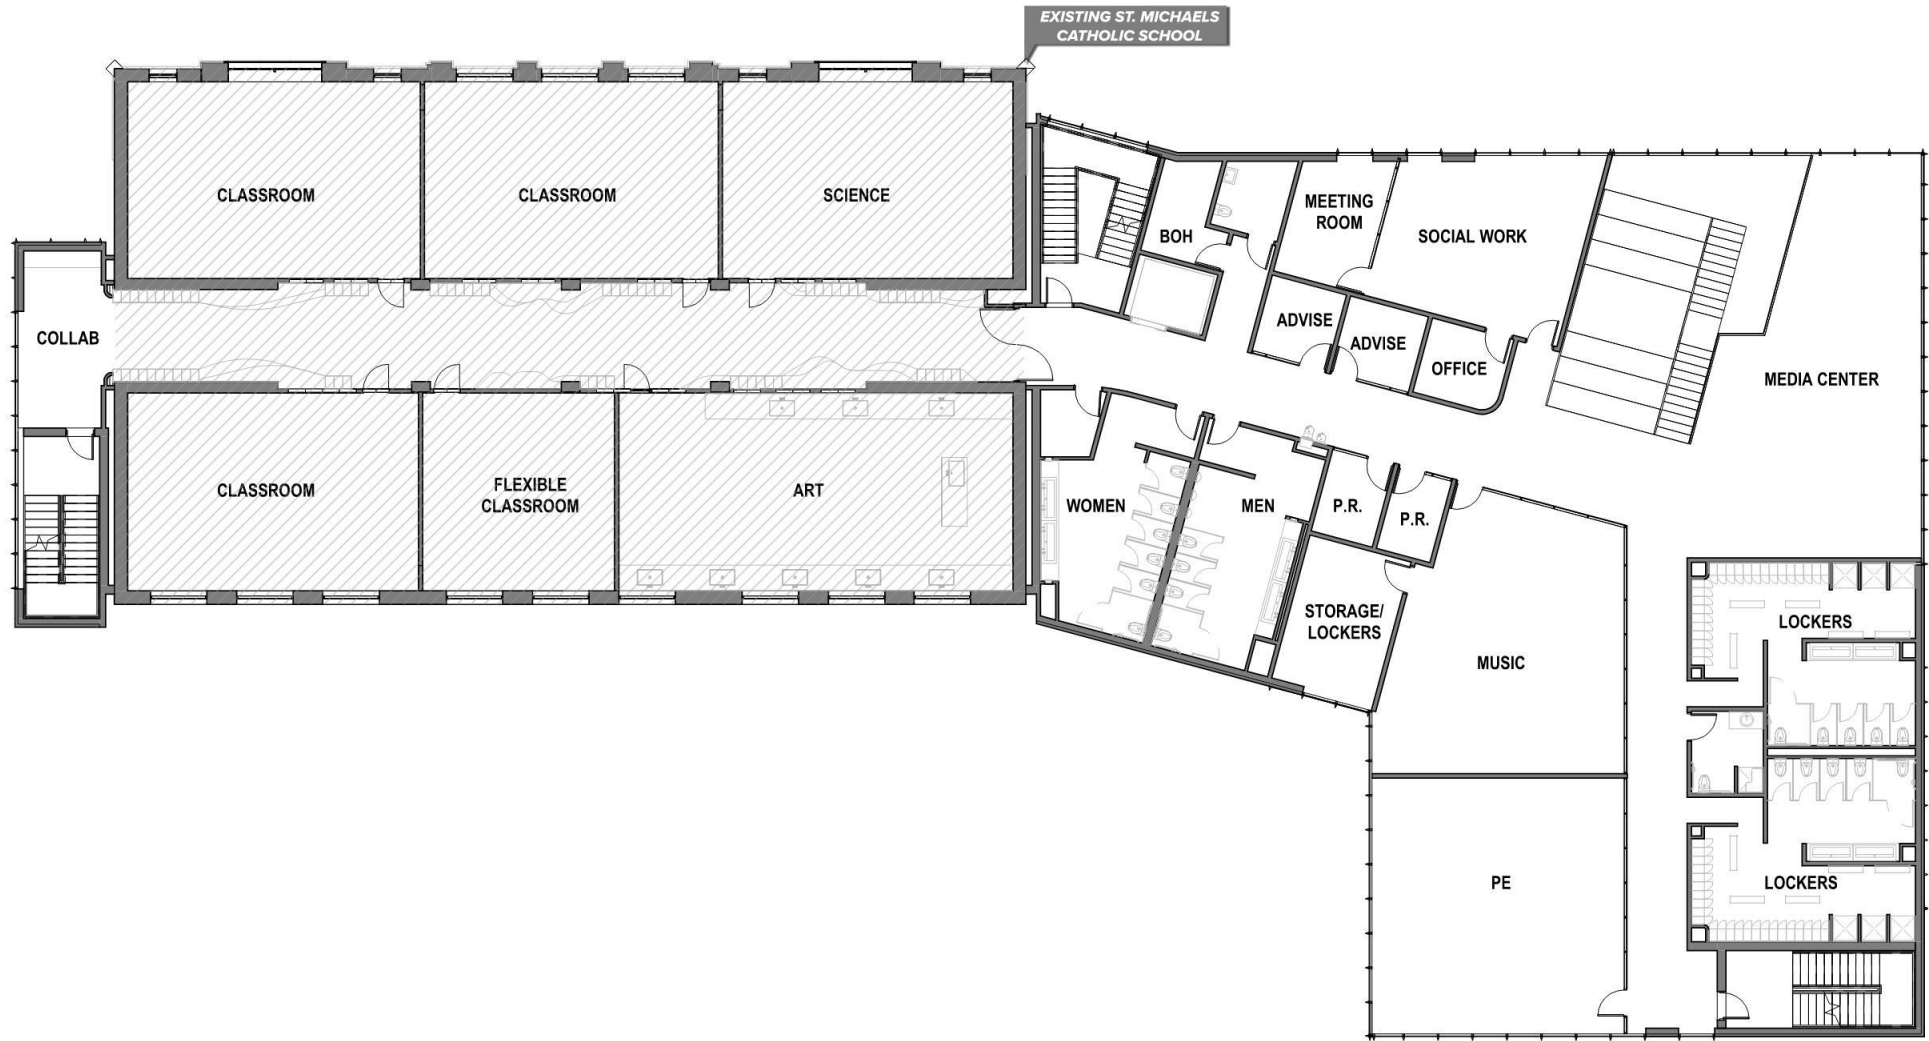 EXISTING ST. MICHAELS
CATHOLIC SCHOOL
CLASSROOM
CLASSROOM
SCIENCE
COLLAB
CLASSROOM
FLEXIBLE
CLASSROOM
ART
BOH
MEETING
ROOM
SOCIAL WORK
ADVISE
ADVISE
OFFICE
MEDIA CENTER
WOMEN
MEN
P.R.
P.R.
STORAGE/
LOCKERS
MUSIC
LOCKERS
PE
LOCKERS